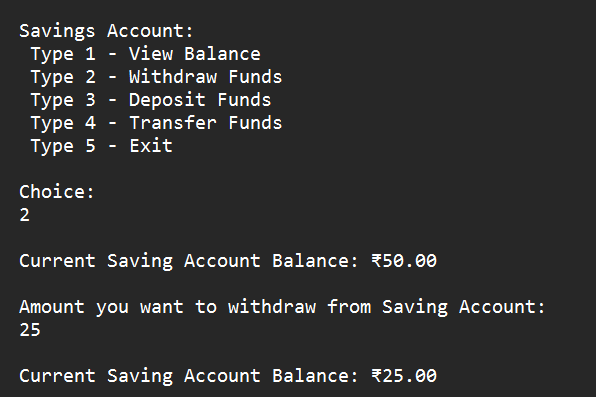 Savings Account:
Type 1 - View Balance
Type 2 - Withdraw Funds
Type 3 - Deposit Funds
Type 4 - Transfer Funds
Type 5 - Exit
Choice:
2
Current Saving Account Balance: ₹50.00
Amount you want to withdraw from Saving Account:
25
Current Saving Account Balance: ₹25.00